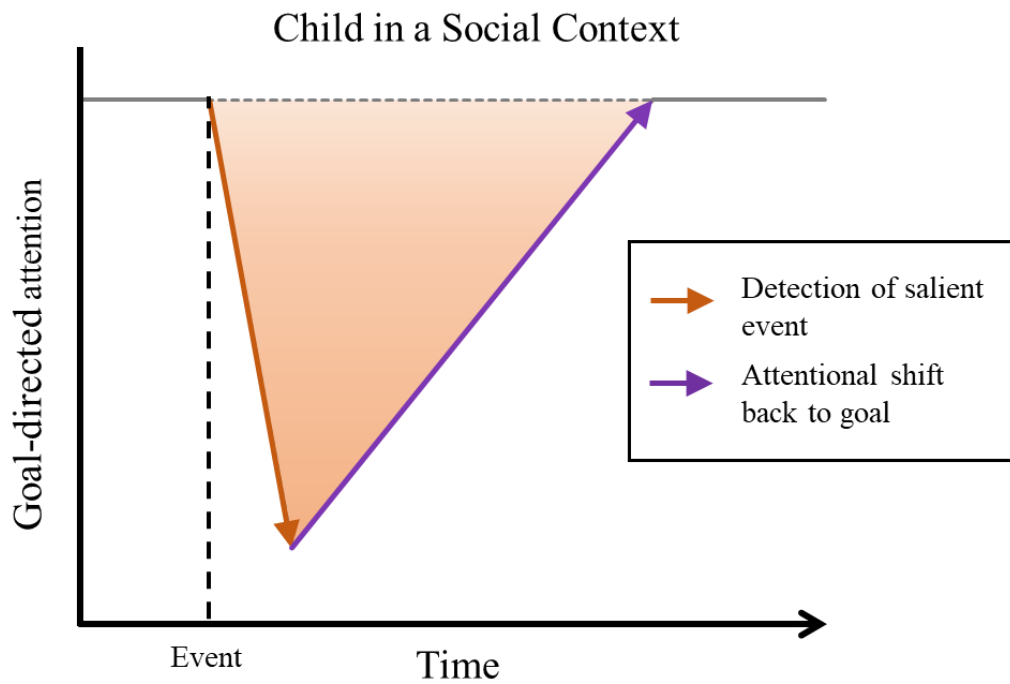 Child in a Social Context
Goal-directed attention
Detection of salient
event
Attentional shift
back to goal
Event
Time